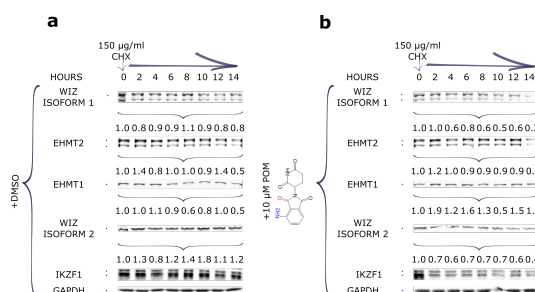 a
150 µg/ml
CHX
HOURS 0 2 4 6 8 10 12 14
WIZ
ISOFORM 1
1.0 0.8 0.9 0.9 1.1 0.9 0.8 0.8
EHMT2
1.0 1.4 0.8 1.0 1.0 0.9 1.4 0.5
EHMT1
1.0 1.0 1.1 0.9 0.6 0.8 1.0 0.5
WIZ
ISOFORM 2
1.0 1.3 0.8 1.2 1.4 1.8 1.1 1.2
IKZF1
GAPDH
+DMSO
b
150 µg/ml
CHX
HOURS 0 2 4 6 8 10 12 14
WIZ
ISOFORM 1
1.0 0.6 0.8 0.6 0.5 0.6
EHMT2
1.0 1.2 1.0 0.9 0.9 0.9 0.9
EHMT1
1.0 1.9 1.2 1.6 1.3 0.5 1.5
WIZ
ISOFORM 2
1.0 0.7 0.6 0.7 0.7 0.7 0.6
IKZF1
GAPDH
+10 µM POM
NH2